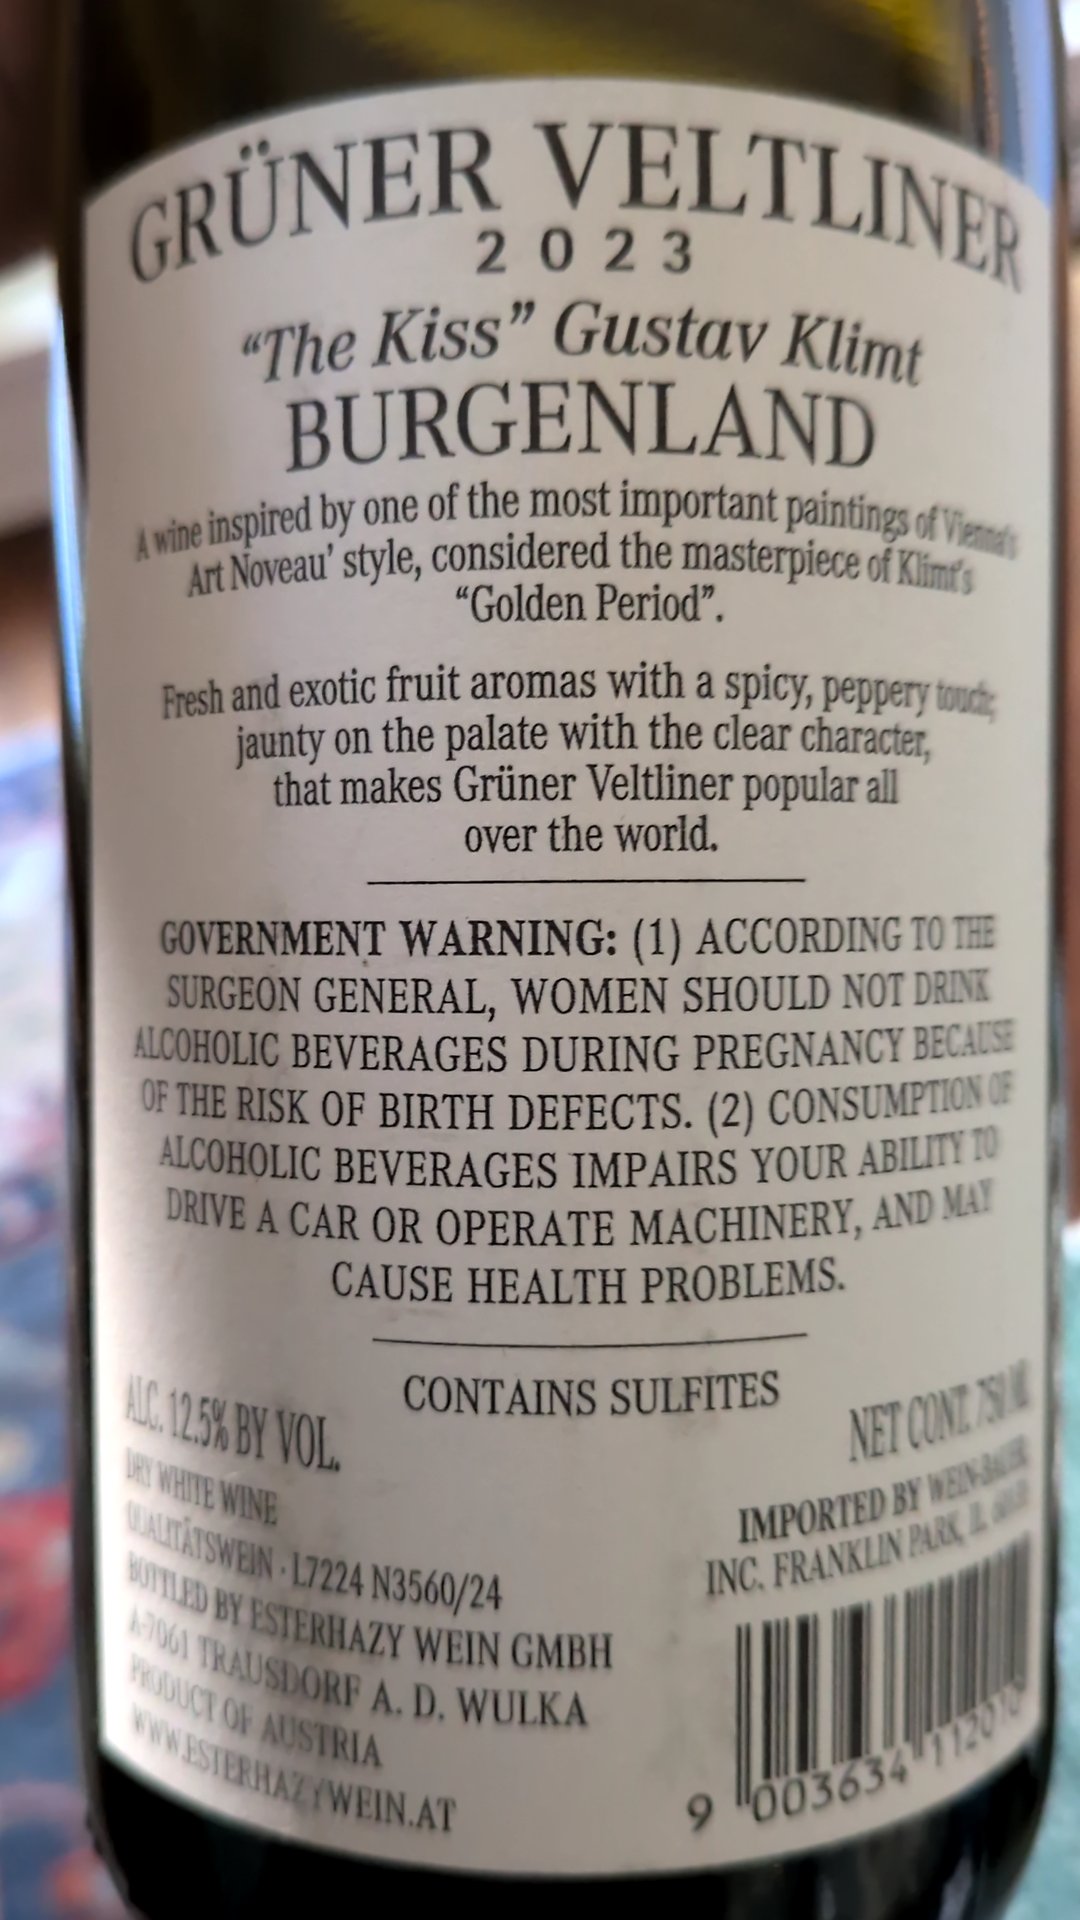 GRÜNER VELTLINER
2023
“The Kiss” Gustav Klimt
BURGENLAND
A wine inspired by one of the most important paintings of Vienna's
Art Noveau' style, considered the masterpiece of Klimt's
“Golden Period”.
Fresh and exotic fruit aromas with a spicy, peppery touch;
jaunty on the palate with the clear character,
that makes Grüner Veltliner popular all
over the world.
GOVERNMENT WARNING: (1) ACCORDING TO THE
SURGEON GENERAL, WOMEN SHOULD NOT DRINK
ALCOHOLIC BEVERAGES DURING PREGNANCY BECAUSE
OF THE RISK OF BIRTH DEFECTS. (2) CONSUMPTION OF
ALCOHOLIC BEVERAGES IMPAIRS YOUR ABILITY TO
DRIVE A CAR OR OPERATE MACHINERY, AND MAY
CAUSE HEALTH PROBLEMS.
CONTAINS SULFITES
ALC. 12.5% BY VOL.
DRY WHITE WINE
QUALITÄTSWEIN · L7224 N3560/24
BOTTLED BY ESTERHAZY WEIN GMBH
A-7061 TRAUSDORF A. D. WULKA
PRODUCT OF AUSTRIA
WWW.ESTERHAZYWEIN.AT
NET CONT. 750 ML
IMPORTED BY WEIN-BAUER
INC. FRANKLIN PARK, IL
9 003634 112010